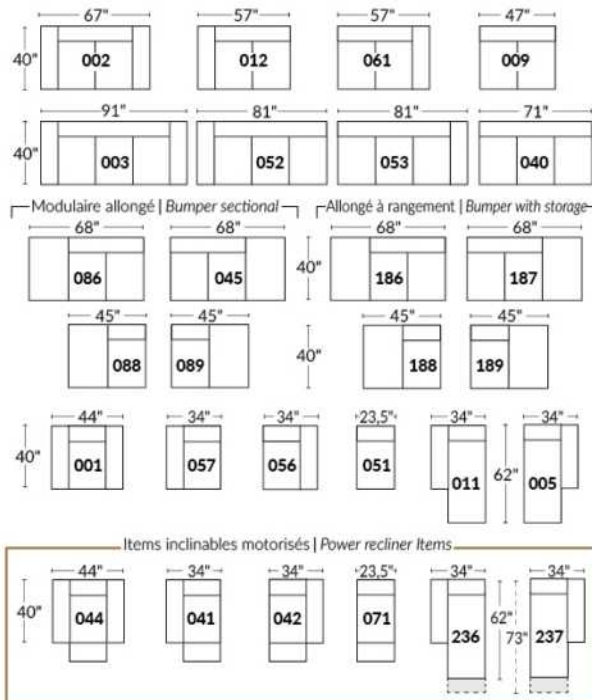 67" 57" 57" 47"
40" 002 012 061 009
91" 81" 81" 71"
40" 003 052 053 040
Modulaire allongé | Bumper sectional Allongé à rangement | Bumper with storage
68" 68" 68" 68"
086 045 40" 186 187
45" 45" 45" 45"
088 089 40" 188 189
44" 34" 34" 23,5" 34" 34"
40" 001 057 056 051 011 62" 005
Items inclinables motorisés | Power recliner Items
44" 34" 34" 23,5" 34" 34"
40" 044 041 042 071 236 62" 73" 237